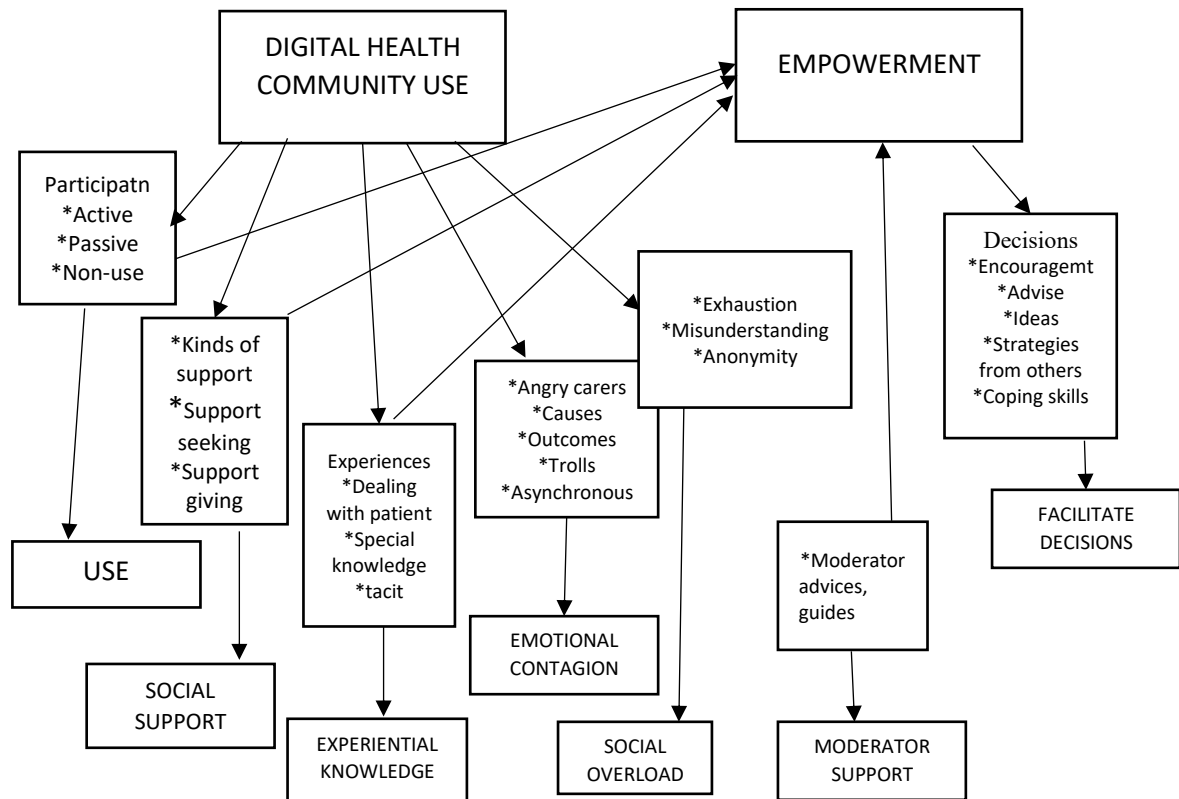 DIGITAL HEALTH
COMMUNITY USE
EMPOWERMENT
Participatn
*Active
*Passive
*Non-use
*Kinds of
support
*Support
seeking
*Support
giving
Experiences
*Dealing
with patient
*Special
knowledge
*tacit
*Angry carers
*Causes
*Outcomes
*Trolls
*Asynchronous
*Exhaustion
*Misunderstanding
*Anonymity
Decisions
*Encouragemt
*Advise
*Ideas
*Strategies
from others
*Coping skills
*Moderator
advices,
guides
USE
SOCIAL
SUPPORT
EXPERIENTIAL
KNOWLEDGE
EMOTIONAL
CONTAGION
SOCIAL
OVERLOAD
MODERATOR
SUPPORT
FACILITATE
DECISIONS